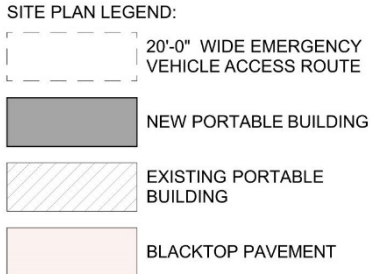 SITE PLAN LEGEND:
20'-0" WIDE EMERGENCY
VEHICLE ACCESS ROUTE
NEW PORTABLE BUILDING
EXISTING PORTABLE
BUILDING
BLACKTOP PAVEMENT